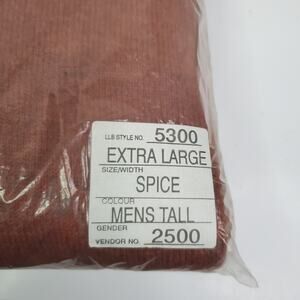 LLB STYLE NO. 5300
EXTRA LARGE
SIZE/WIDTH
SPICE
COLOUR
MENS TALL
GENDER
VENDOR NO. 2500